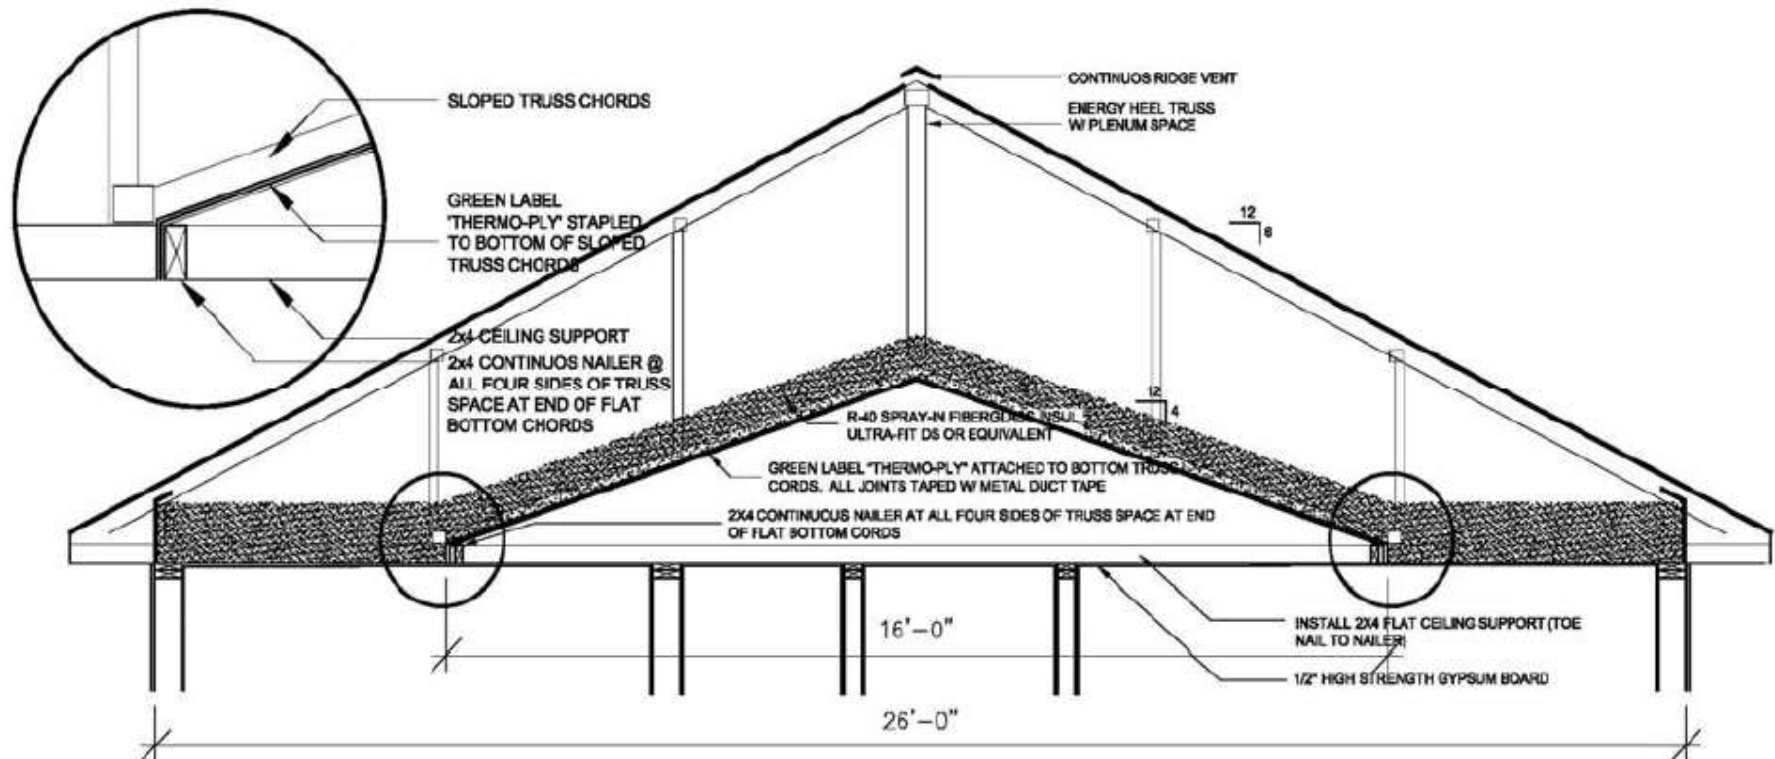 SLOPED TRUSS CHORDS
GREEN LABEL
'THERMO-PLY' STAPLED
TO BOTTOM OF SLOPED
TRUSS CHORDS
2x4 CEILING SUPPORT
2x4 CONTINUOS NAILER @
ALL FOUR SIDES OF TRUSS
SPACE AT END OF FLAT
BOTTOM CHORDS
CONTINUOS RIDGE VENT
ENERGY HEEL TRUSS
W/ PLENUM SPACE
12
6
12
4
R-40 SPRAY-IN FIBERGLASS INSUL
ULTRA-FIT DS OR EQUIVALENT
GREEN LABEL "THERMO-PLY" ATTACHED TO BOTTOM TRUSS
CORDS. ALL JOINTS TAPED W/ METAL DUCT TAPE
2X4 CONTINUCUS NAILER AT ALL FOUR SIDES OF TRUSS SPACE AT END
OF FLAT BOTTOM CORDS
16'-0"
INSTALL 2X4 FLAT CEILING SUPPORT (TOE
NAIL TO NAILER)
1/2" HIGH STRENGTH GYPSUM BOARD
26'-0"